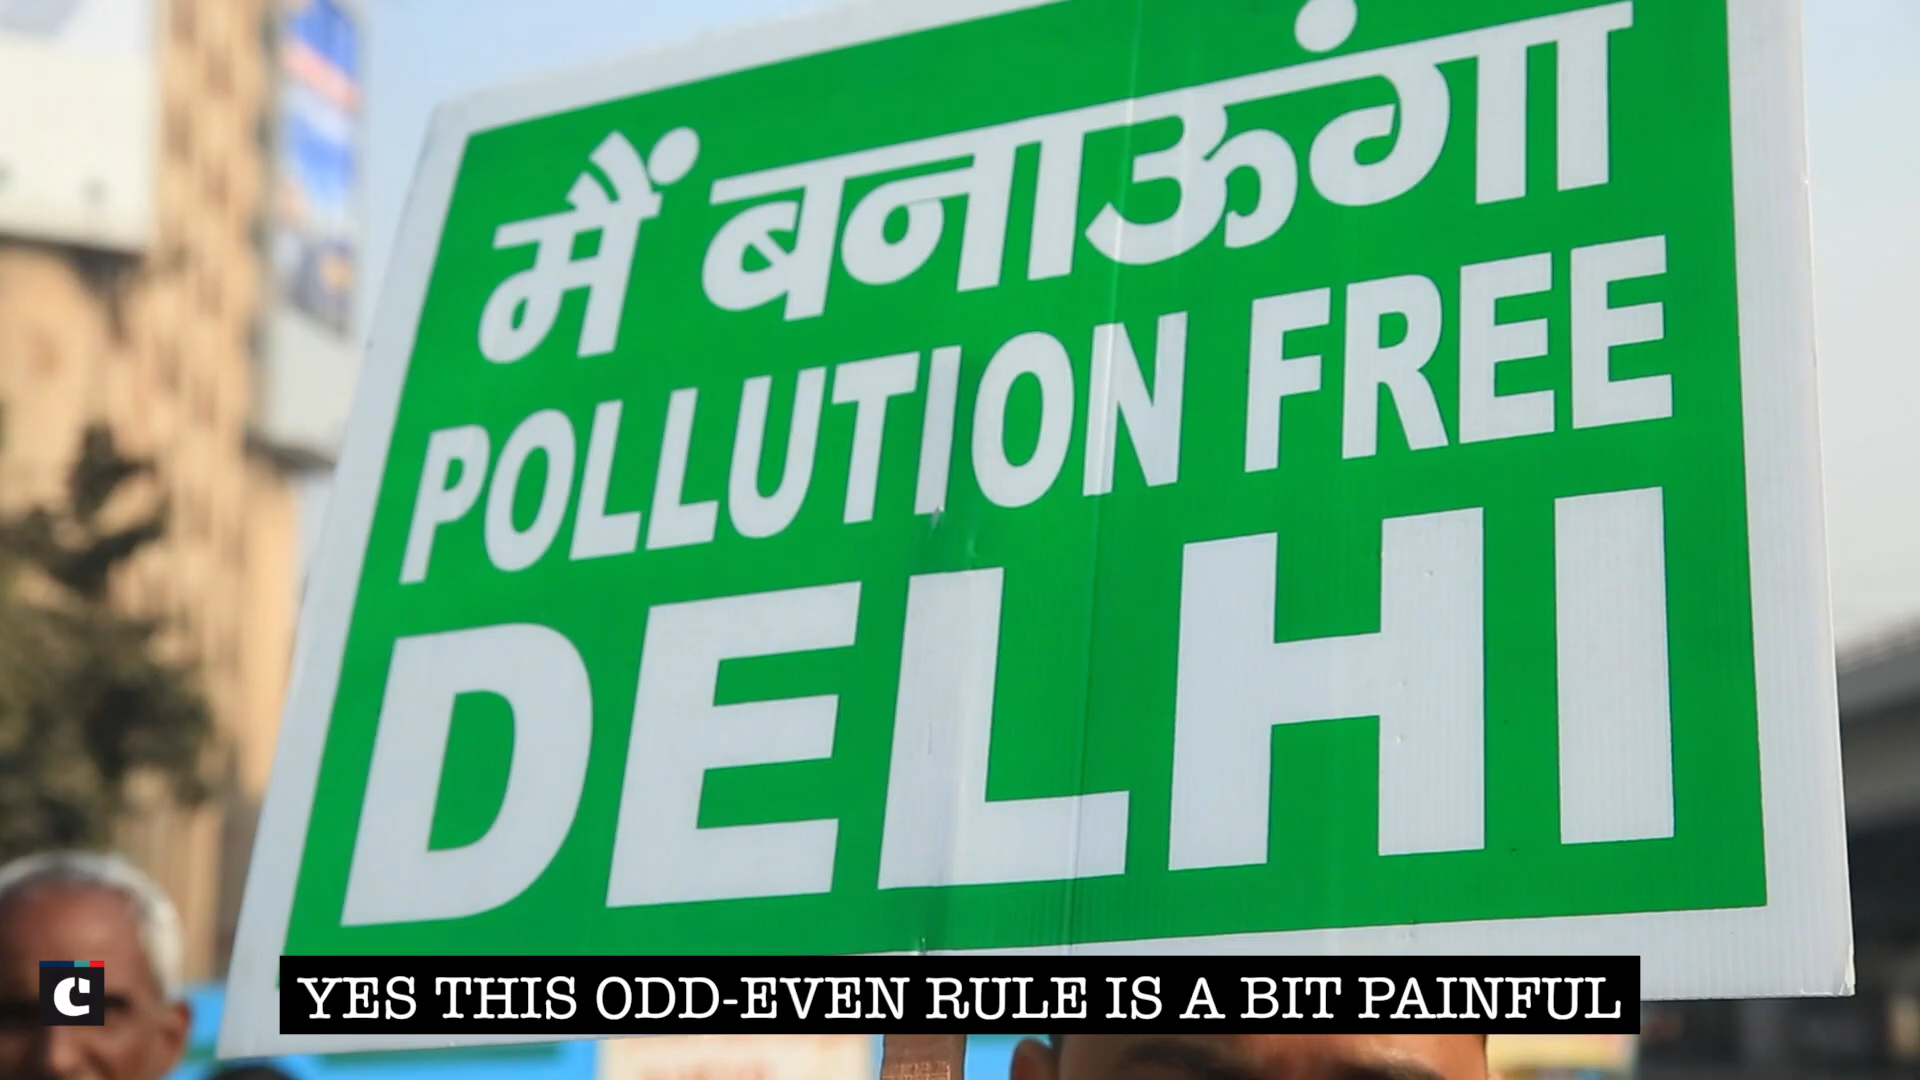 मैं बनाऊंगा
POLLUTION FREE
DELHI
YES THIS ODD-EVEN RULE IS A BIT PAINFUL